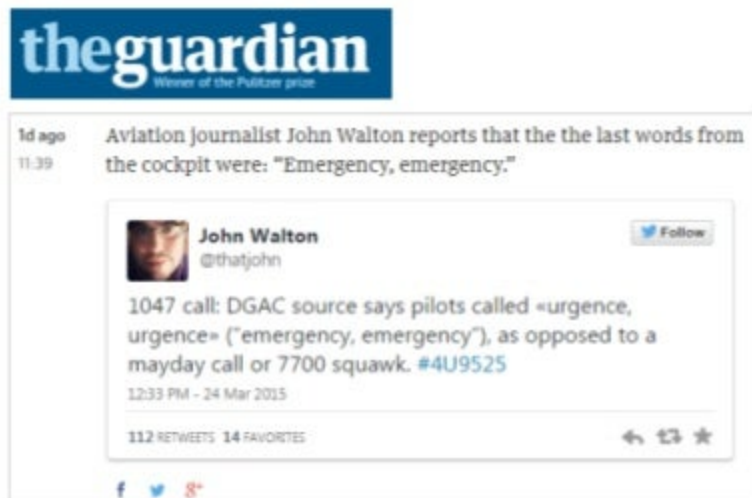 theguardian
Winner of the Pulitzer prize
1d ago
11:39
Aviation journalist John Walton reports that the the last words from
the cockpit were: “Emergency, emergency.”
John Walton
@thatjohn
Follow
1047 call: DGAC source says pilots called «urgence,
urgence» ("emergency, emergency"), as opposed to a
mayday call or 7700 squawk. #4U9525
12:33 PM - 24 Mar 2015
112 RETWEETS 14 FAVORITES